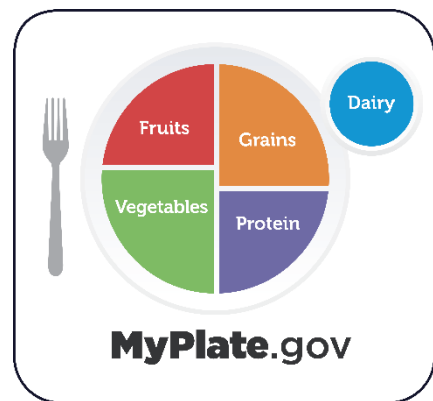 Dairy
Fruits
Grains
Vegetables
Protein
MyPlate.gov